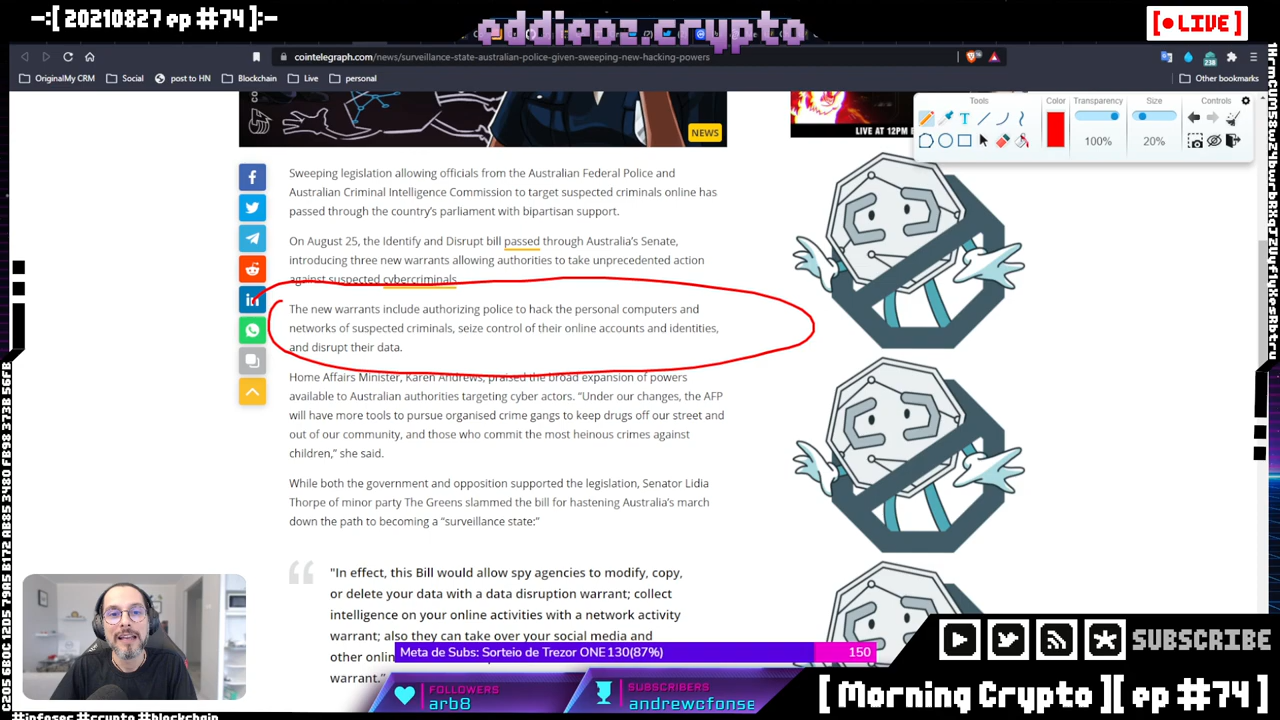 -:[ 20210827 ep #74 ]:-
eddieoz.crypto
[ LIVE ]
cointelegraph.com/news/surveillance-state-australian-police-given-sweeping-new-hacking-powers
238
OriginalMy CRM
Social
post to HN
Blockchain
Live
personal
Other bookmarks
Tools
Color
Transparency
Size
Controls
100%
20%
NEWS
LIVE AT 12PM
Sweeping legislation allowing officials from the Australian Federal Police and
Australian Criminal Intelligence Commission to target suspected criminals online has
passed through the country's parliament with bipartisan support.
On August 25, the Identify and Disrupt bill passed through Australia's Senate,
introducing three new warrants allowing authorities to take unprecedented action
against suspected cybercriminals.
The new warrants include authorizing police to hack the personal computers and
networks of suspected criminals, seize control of their online accounts and identities,
and disrupt their data.
Home Affairs Minister, Karen Andrews, praised the broad expansion of powers
available to Australian authorities targeting cyber actors. “Under our changes, the AFP
will have more tools to pursue organised crime gangs to keep drugs off our street and
out of our community, and those who commit the most heinous crimes against
children,” she said.
While both the government and opposition supported the legislation, Senator Lidia
Thorpe of minor party The Greens slammed the bill for hastening Australia's march
down the path to becoming a “surveillance state:”
"In effect, this Bill would allow spy agencies to modify, copy,
or delete your data with a data disruption warrant; collect
intelligence on your online activities with a network activity
warrant; also they can take over your social media and
other onlin
warrant."
Meta de Subs: Sorteio de Trezor ONE 130(87%)
150
FOLLOWERS
arb8
SUBSCRIBERS
andrewcfonse
SUBSCRIBE
[ Morning Crypto ][ ep #74 ]
#infosec #crypto #blockchain